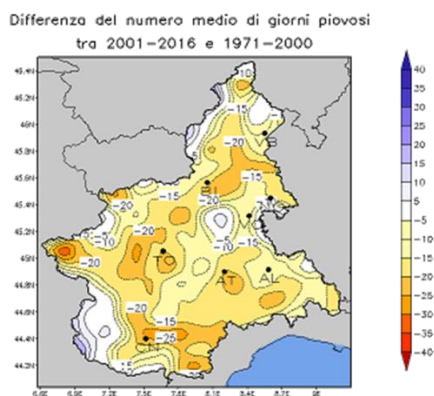 Differenza del numero medio di giorni piovosi
tra 2001−2016 e 1971−2000
46.4N
46.2N
46N
45.8N
45.6N
45.4N
45.2N
45N
44.8N
44.6N
44.4N
44.2N
6.6E
6.9E
7.2E
7.5E
7.8E
8.1E
8.4E
8.7E
9E
40
35
30
25
20
15
10
5
−5
−10
−15
−20
−25
−30
−35
−40
10
−15
−15
VB
−20
BI
−15
−20
−20
−15
−10
−20
TO
−10
−20
AT
AL
−20
−15
−15
−25